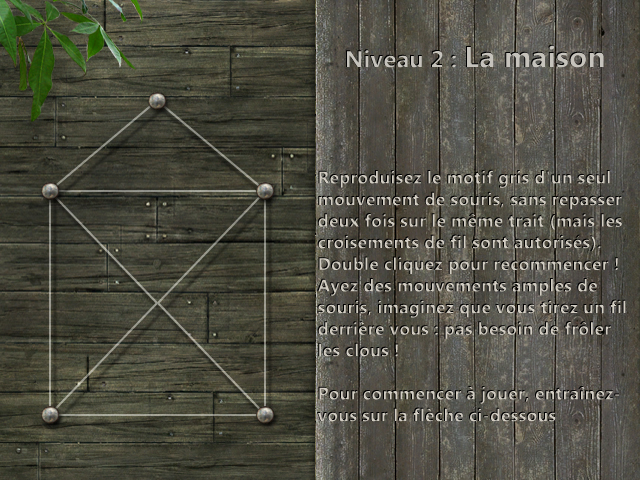 Niveau 2 : La maison
Reproduisez le motif gris d'un seul
mouvement de souris, sans repasser
deux fois sur le même trait (mais les
croisements de fil sont autorisés).
Double cliquez pour recommencer !
Ayez des mouvements amples de
souris, imaginez que vous tirez un fil
derrière vous : pas besoin de frôler
les clous !
Pour commencer à jouer, entraînez-
vous sur la flèche ci-dessous